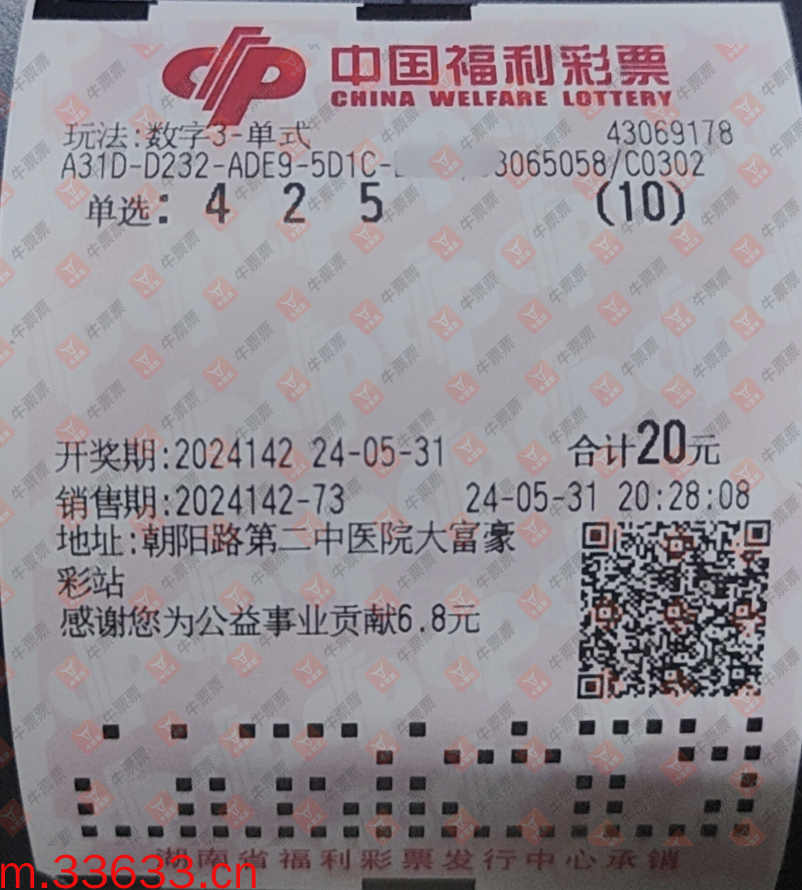 中国福利彩票
CHINA WELFARE LOTTERY
玩法:数字3-单式 43069178
A31D-D232-ADE9-5D1C- 3065058/C0302
单选: 4 2 5 (10)
开奖期:2024142 24-05-31 合计20元
销售期:2024142-73 24-05-31 20:28:08
地址:朝阳路第二中医院大富豪
彩站
感谢您为公益事业贡献6.8元
湖南省福利彩票发行中心承销
m.33633.cn
牛票票